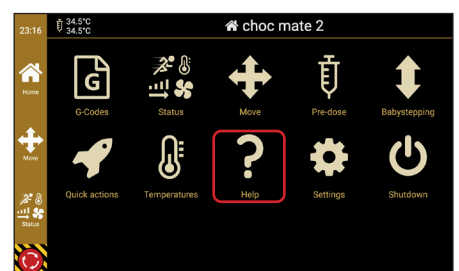 23:16
34.5°C
34.5°C
choc mate 2
Home
Move
Status
G
G-Codes
Status
Move
Pre-dose
Babystepping
Quick actions
Temperatures
?
Help
Settings
Shutdown